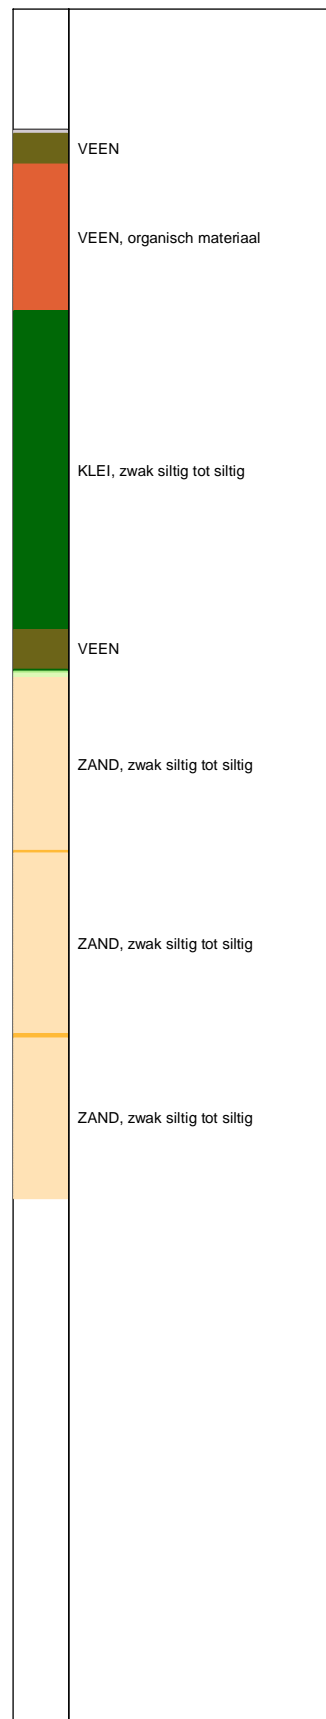 VEEN
VEEN, organisch materiaal
KLEI, zwak siltig tot siltig
VEEN
ZAND, zwak siltig tot siltig
ZAND, zwak siltig tot siltig
ZAND, zwak siltig tot siltig